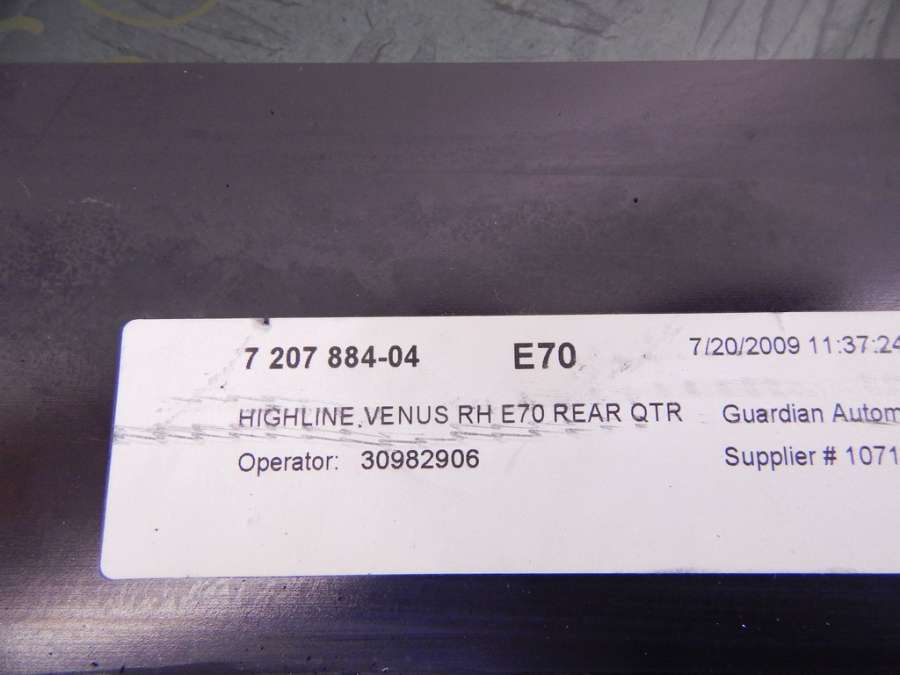 7 207 884-04 E70 7/20/2009 11:37:24
HIGHLINE,VENUS RH E70 REAR QTR Guardian Autom
Operator: 30982906 Supplier # 1071